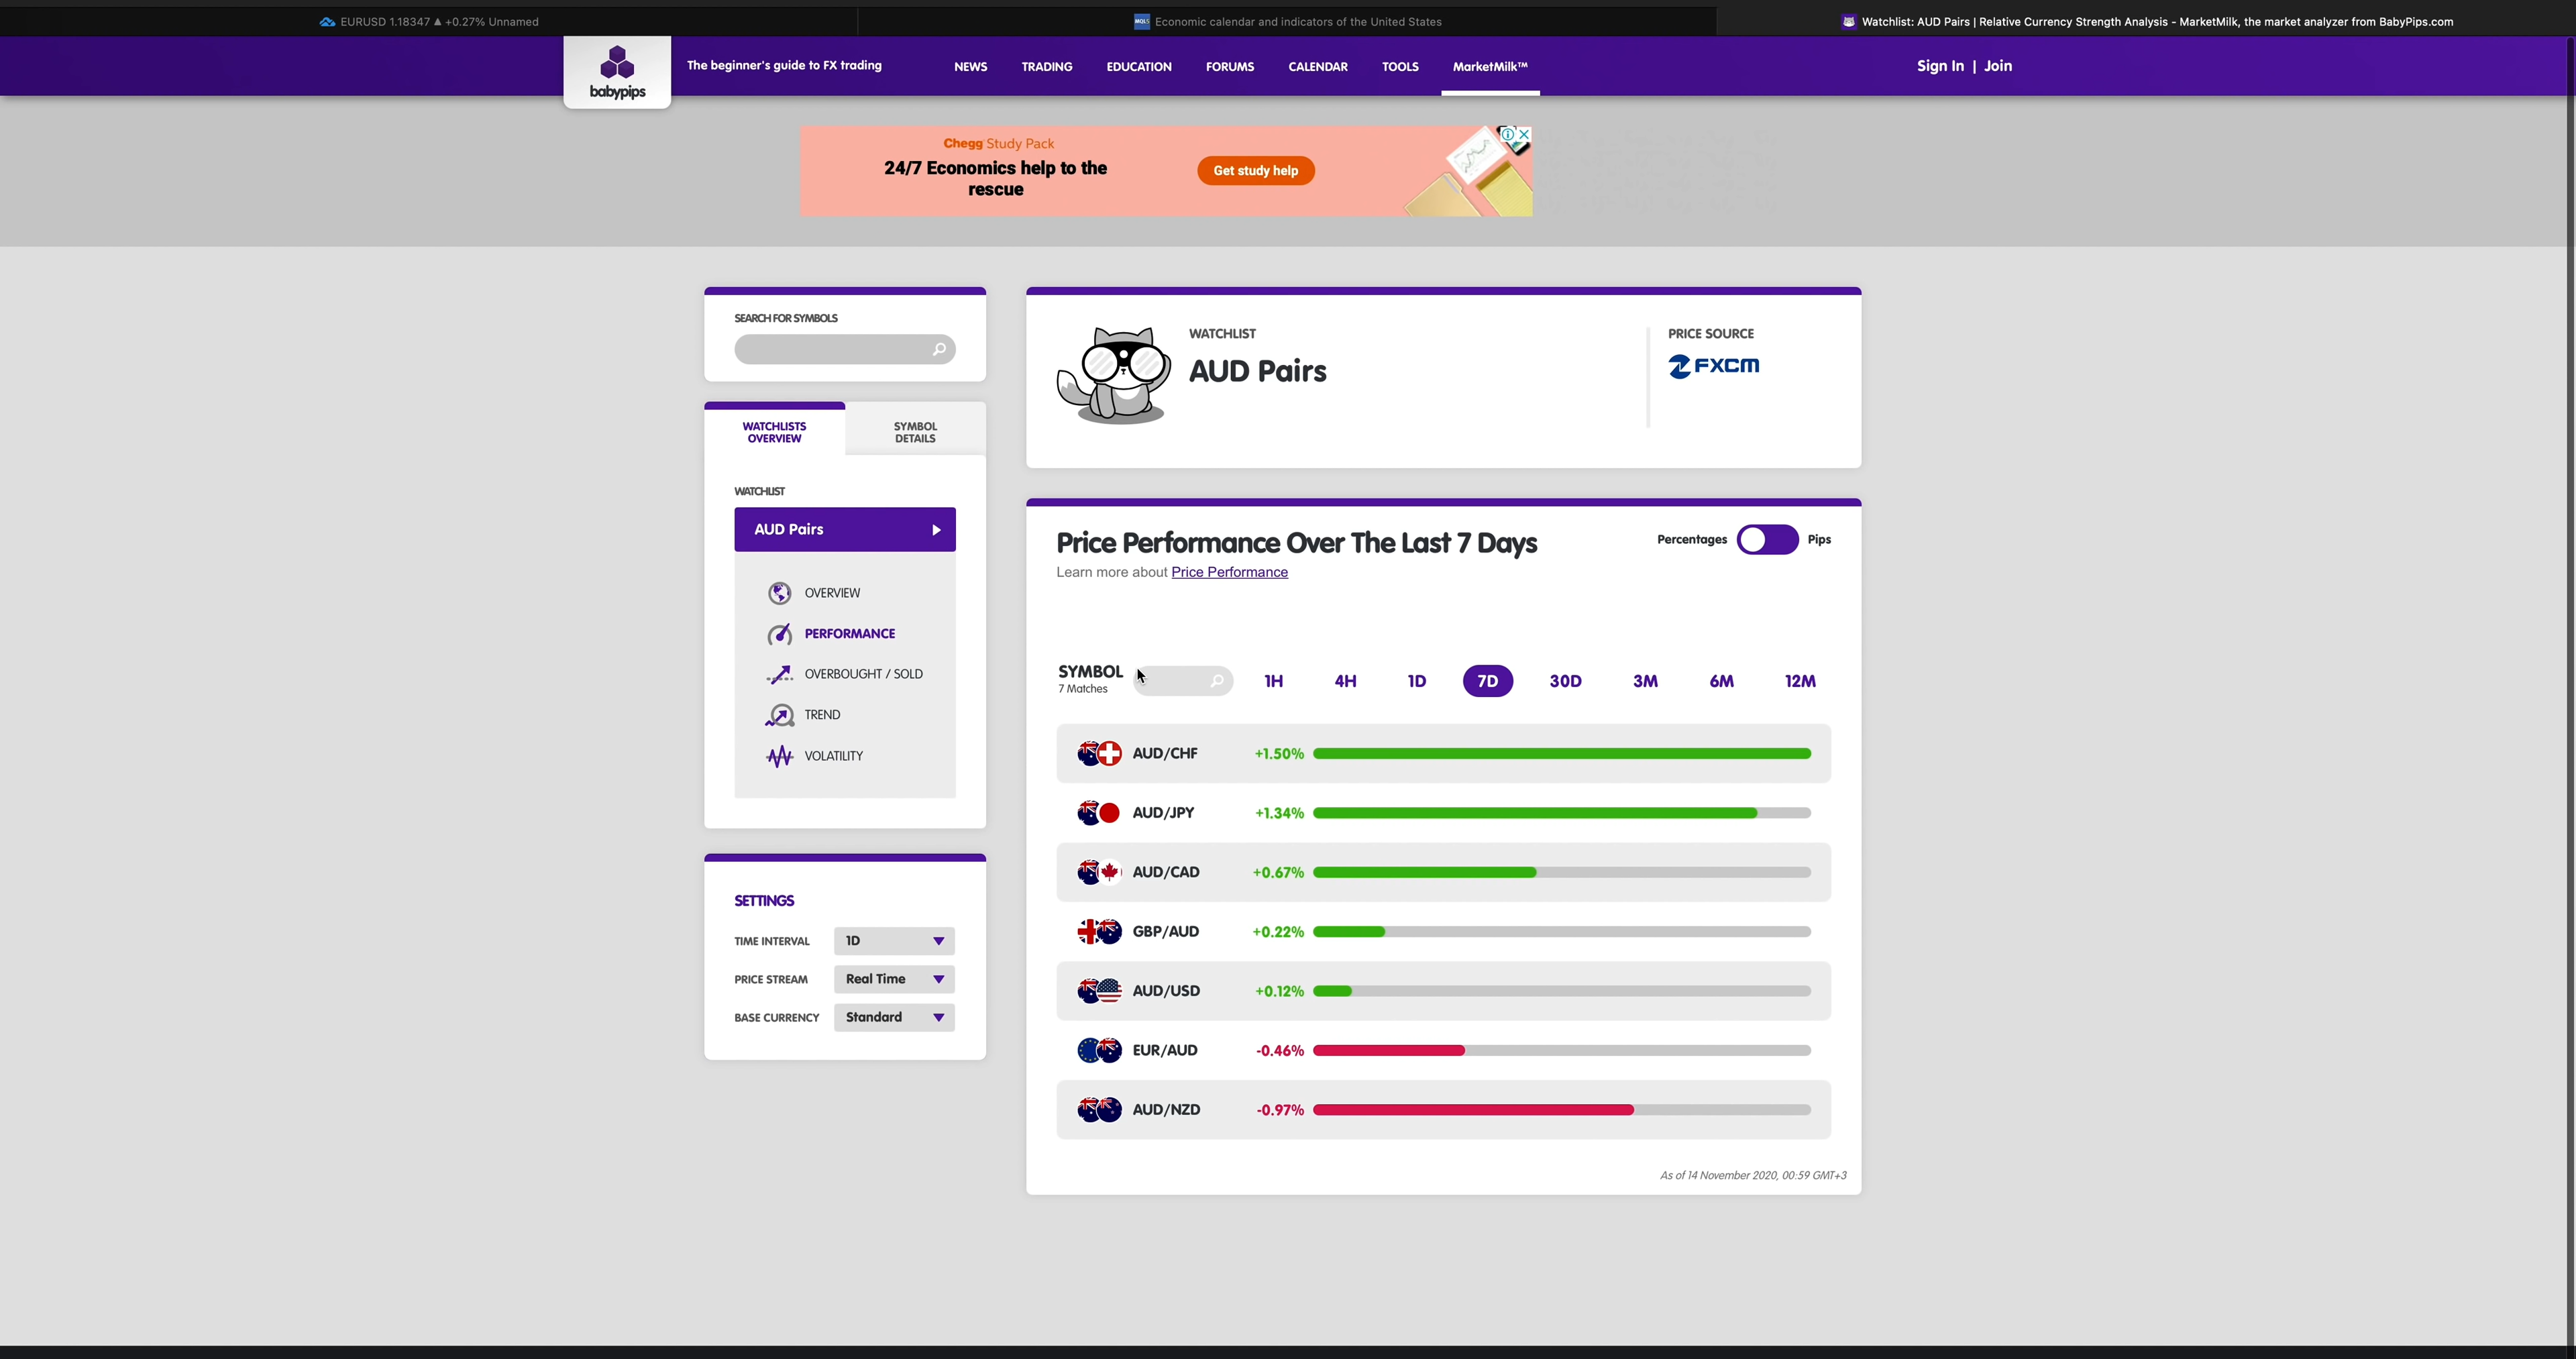 EURUSD 1.18347 ▲ +0.27% Unnamed
Economic calendar and indicators of the United States
Watchlist: AUD Pairs | Relative Currency Strength Analysis - MarketMilk, the market analyzer from BabyPips.com
babypips
The beginner's guide to FX trading
NEWS
TRADING
EDUCATION
FORUMS
CALENDAR
TOOLS
MarketMilk™
Sign In | Join
Chegg Study Pack
24/7 Economics help to the
rescue
Get study help
SEARCH FOR SYMBOLS
WATCHLISTS
OVERVIEW
SYMBOL
DETAILS
WATCHLIST
AUD Pairs
OVERVIEW
PERFORMANCE
OVERBOUGHT / SOLD
TREND
VOLATILITY
SETTINGS
TIME INTERVAL 1D
PRICE STREAM Real Time
BASE CURRENCY Standard
WATCHLIST
AUD Pairs
PRICE SOURCE
FXCM
Price Performance Over The Last 7 Days
Percentages Pips
Learn more about Price Performance
SYMBOL
7 Matches
1H 4H 1D 7D 30D 3M 6M 12M
AUD/CHF +1.50%
AUD/JPY +1.34%
AUD/CAD +0.67%
GBP/AUD +0.22%
AUD/USD +0.12%
EUR/AUD -0.46%
AUD/NZD -0.97%
As of 14 November 2020, 00:59 GMT+3